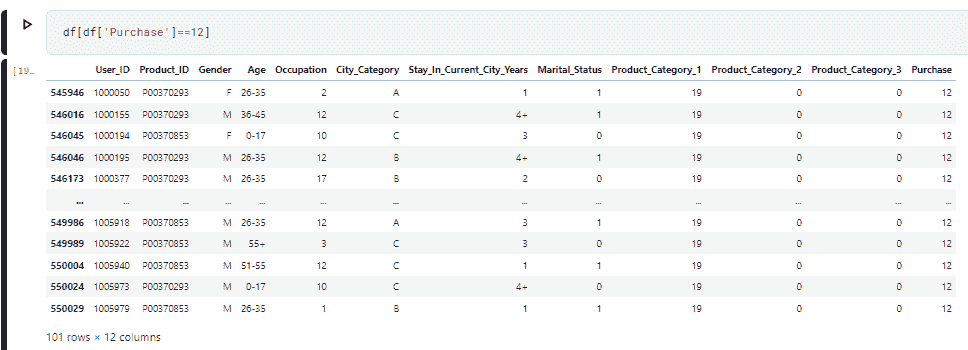 df[df['Purchase']==12]
[19…
User_ID Product_ID Gender Age Occupation City_Category Stay_In_Current_City_Years Marital_Status Product_Category_1 Product_Category_2 Product_Category_3 Purchase
545946 1000050 P00370293 F 26-35 2 A 1 1 19 0 0 12
546016 1000155 P00370293 M 36-45 12 C 4+ 1 19 0 0 12
546045 1000194 P00370853 F 0-17 10 C 3 0 19 0 0 12
546046 1000195 P00370293 M 26-35 12 B 4+ 1 19 0 0 12
546173 1000377 P00370293 M 26-35 17 B 2 0 19 0 0 12
... ... ... ... ... ... ... ... ... ... ... ... ...
549986 1005918 P00370853 M 26-35 12 A 3 1 19 0 0 12
549989 1005922 P00370853 M 55+ 3 C 3 0 19 0 0 12
550004 1005940 P00370853 M 51-55 12 C 1 1 19 0 0 12
550024 1005973 P00370293 M 0-17 10 C 4+ 0 19 0 0 12
550029 1005979 P00370853 M 26-35 1 B 1 1 19 0 0 12
101 rows × 12 columns